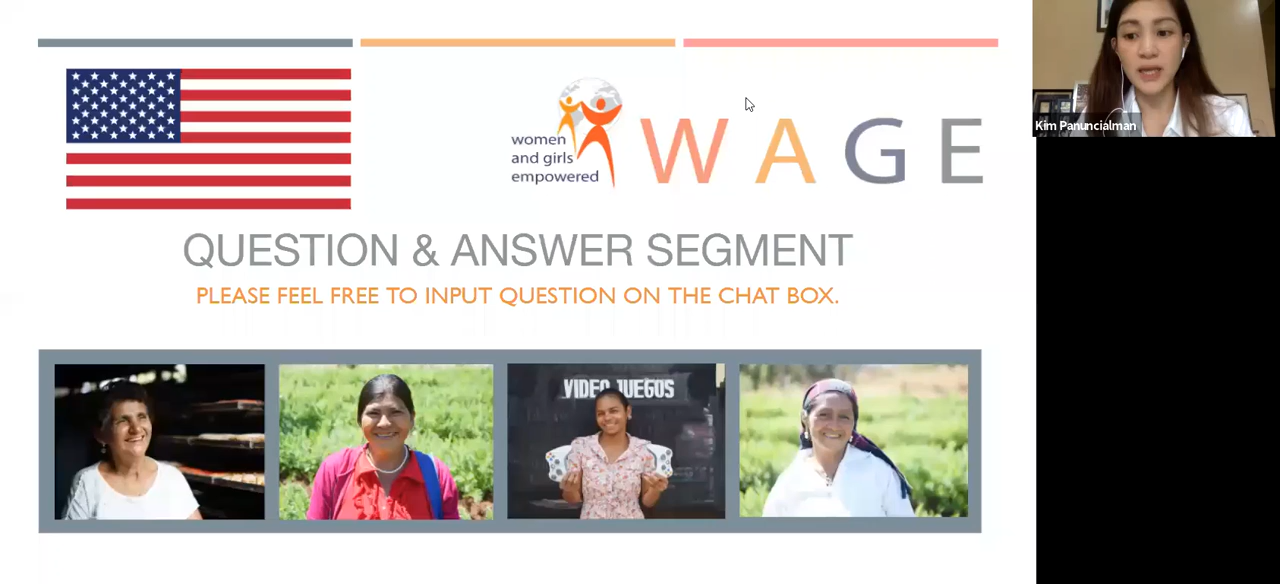 women
and girls
empowered
WAGE
QUESTION & ANSWER SEGMENT
PLEASE FEEL FREE TO INPUT QUESTION ON THE CHAT BOX.
VIDEO JUEGOS
Kim Panuncialman